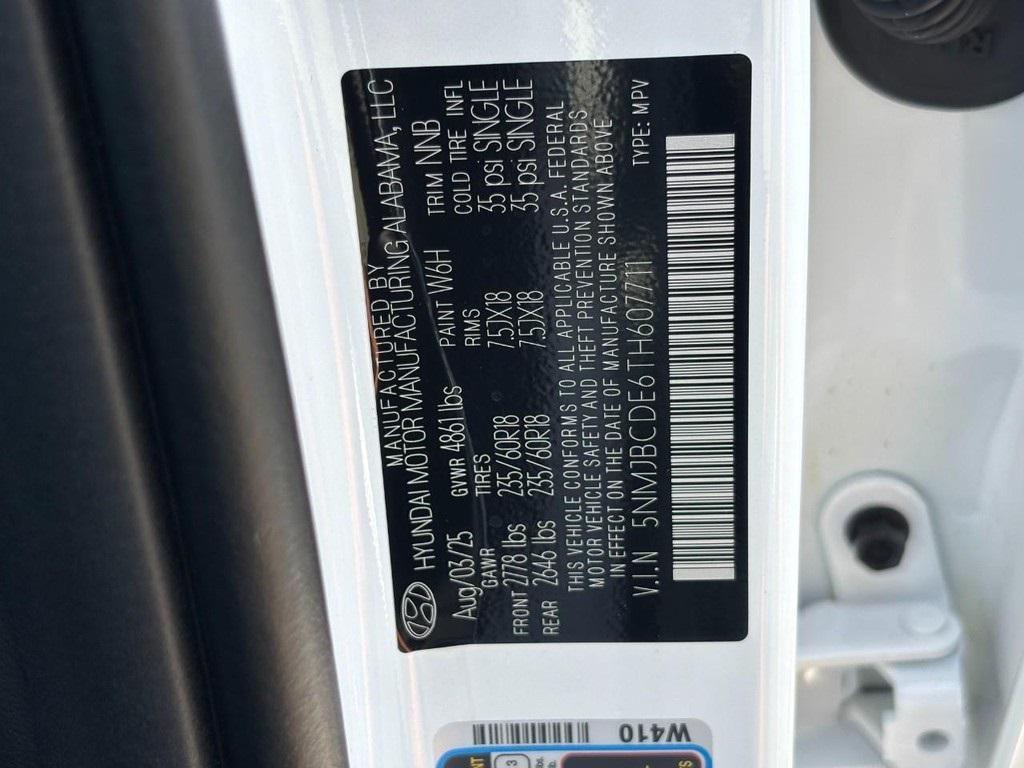 MANUFACTURED BY
HYUNDAI MOTOR MANUFACTURING ALABAMA, LLC
Aug/03/25 GVWR 4861 lbs PAINT W6H TRIM NNB
GAWR TIRES RIMS COLD TIRE INFL
FRONT 2778 lbs 235/60R18 7.5JX18 35 psi SINGLE
REAR 2646 lbs 235/60R18 7.5JX18 35 psi SINGLE
THIS VEHICLE CONFORMS TO ALL APPLICABLE U.S.A. FEDERAL
MOTOR VEHICLE SAFETY AND THEFT PREVENTION STANDARDS
IN EFFECT ON THE DATE OF MANUFACTURE SHOWN ABOVE
V.I.N 5NMJBCDE6TH607711 TYPE: MPV
W410
3